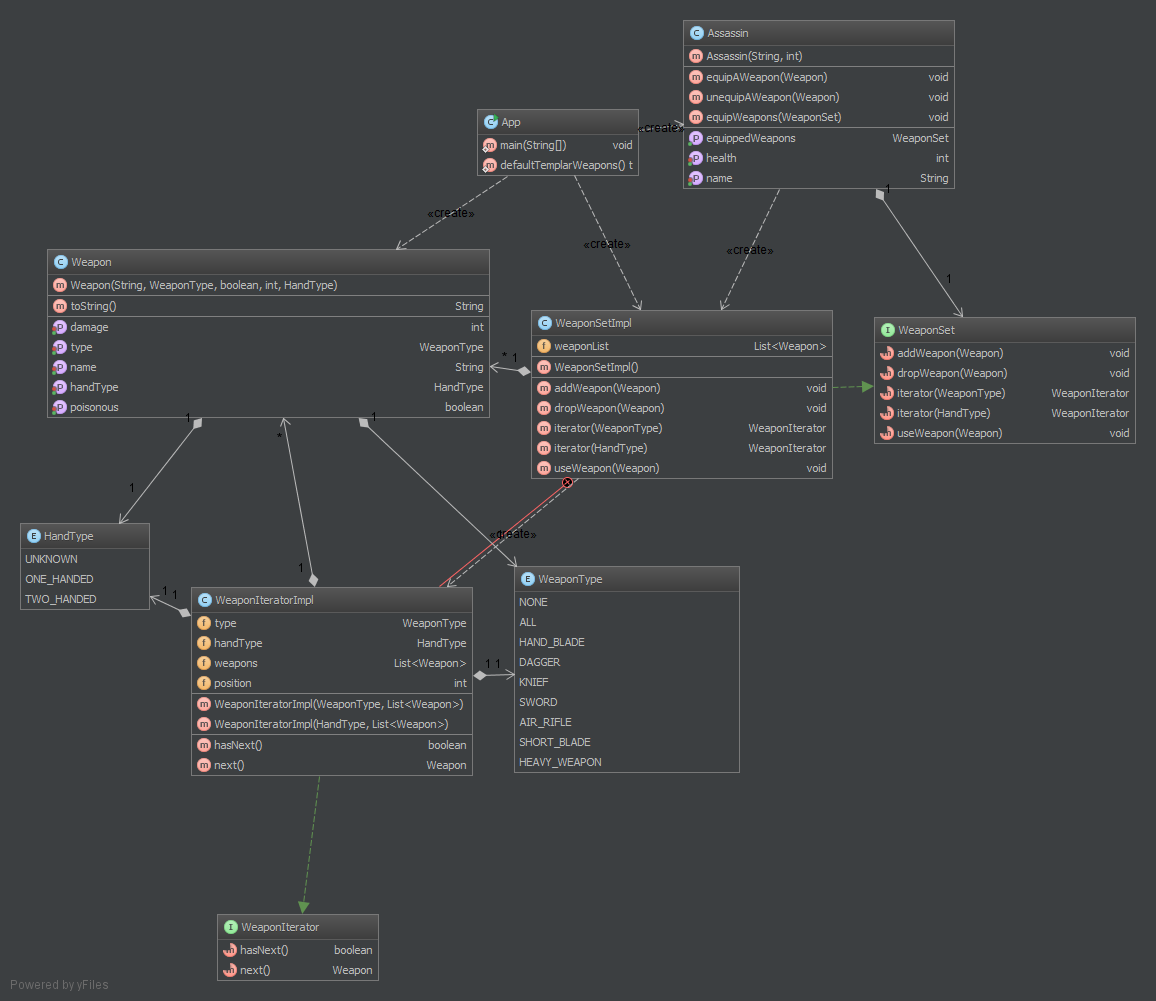 Assassin
Assassin(String, int)
equipAWeapon(Weapon) void
unequipAWeapon(Weapon) void
equipWeapons(WeaponSet) void
equippedWeapons WeaponSet
health int
name String
App
main(String[]) void
defaultTemplarWeapons() t
«create»
«create»
«create»
«create»
1
1
Weapon
Weapon(String, WeaponType, boolean, int, HandType)
toString() String
damage int
type WeaponType
name String
handType HandType
poisonous boolean
WeaponSetImpl
weaponList List<Weapon>
WeaponSetImpl()
addWeapon(Weapon) void
dropWeapon(Weapon) void
iterator(WeaponType) WeaponIterator
iterator(HandType) WeaponIterator
useWeapon(Weapon) void
WeaponSet
addWeapon(Weapon) void
dropWeapon(Weapon) void
iterator(WeaponType) WeaponIterator
iterator(HandType) WeaponIterator
useWeapon(Weapon) void
* 1
1
*
1
1
1
«create»
HandType
UNKNOWN
ONE_HANDED
TWO_HANDED
1 1
WeaponIteratorImpl
type WeaponType
handType HandType
weapons List<Weapon>
position int
WeaponIteratorImpl(WeaponType, List<Weapon>)
WeaponIteratorImpl(HandType, List<Weapon>)
hasNext() boolean
next() Weapon
1 1
WeaponType
NONE
ALL
HAND_BLADE
DAGGER
KNIEF
SWORD
AIR_RIFLE
SHORT_BLADE
HEAVY_WEAPON
WeaponIterator
hasNext() boolean
next() Weapon
Powered by yFiles